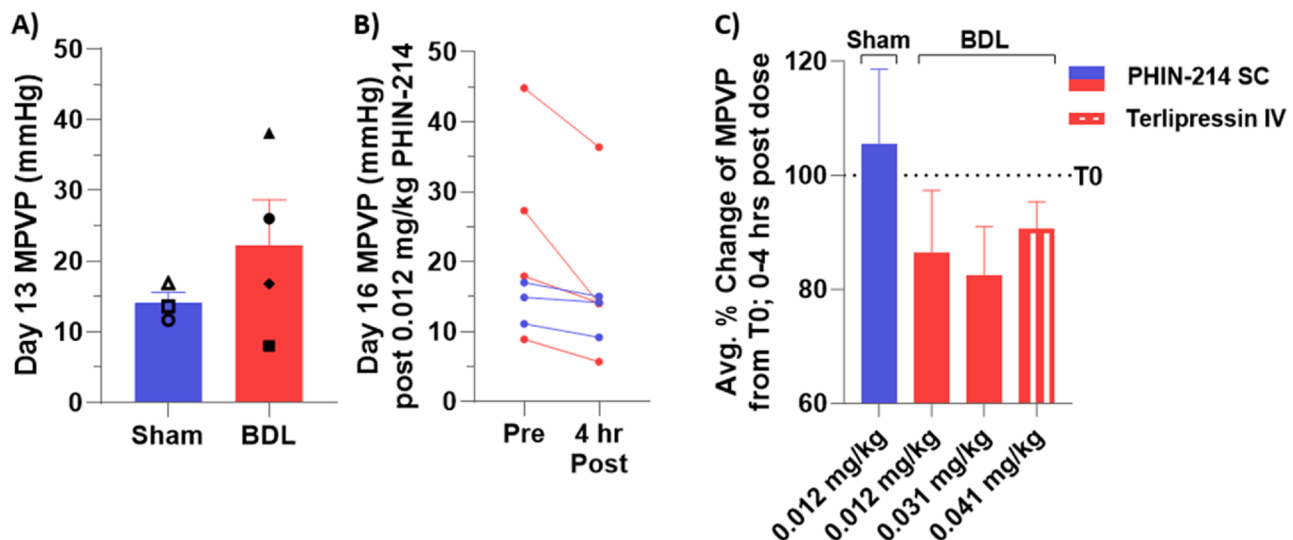 A)
Day 13 MPVP (mmHg)
50
40
30
20
10
0
Sham
BDL
B)
Day 16 MPVP (mmHg)
post 0.012 mg/kg PHIN-214
50
40
30
20
10
0
Pre
4 hr
Post
C)
Avg. % Change of MPVP
from T0; 0-4 hrs post dose
120
100
80
60
Sham
BDL
T0
0.012 mg/kg
0.012 mg/kg
0.031 mg/kg
0.041 mg/kg
PHIN-214 SC
Terlipressin IV